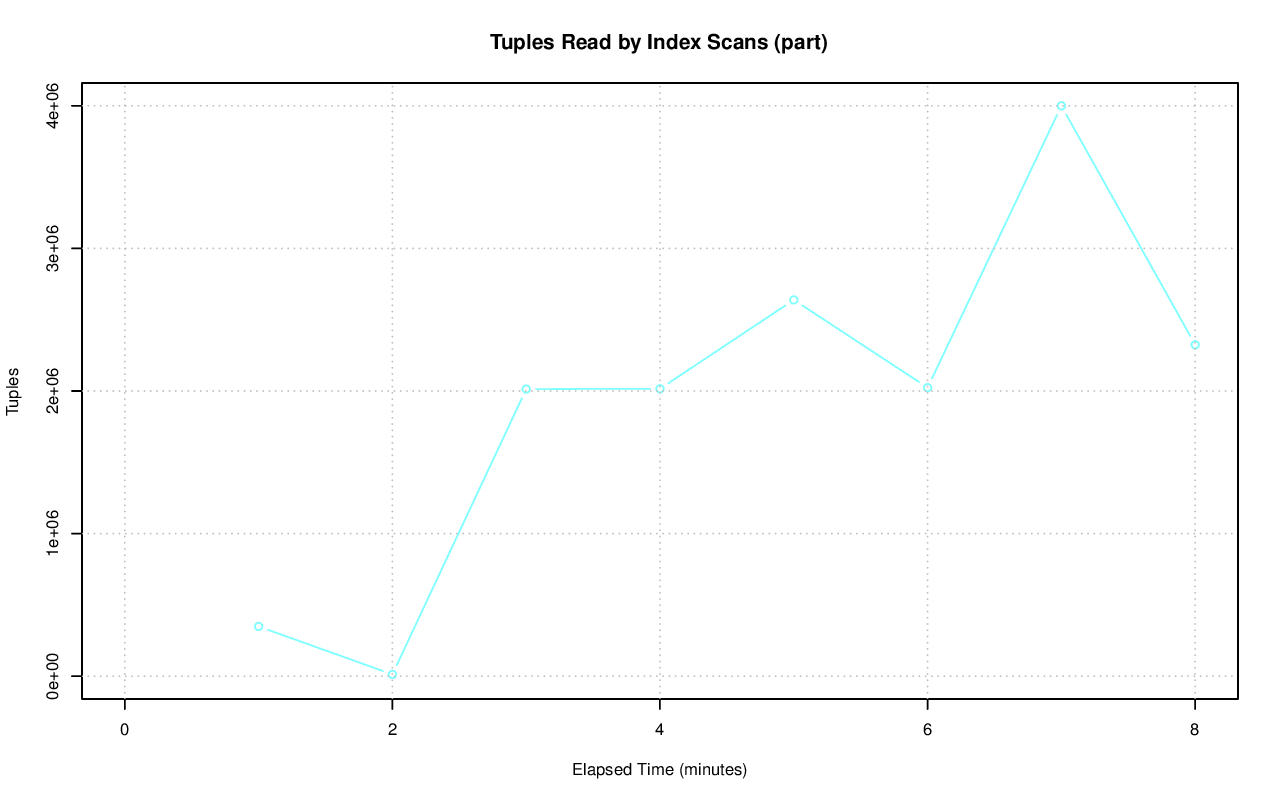 Tuples Read by Index Scans (part)
4e+06
3e+06
2e+06
1e+06
0e+00
Tuples
0 2 4 6 8
Elapsed Time (minutes)